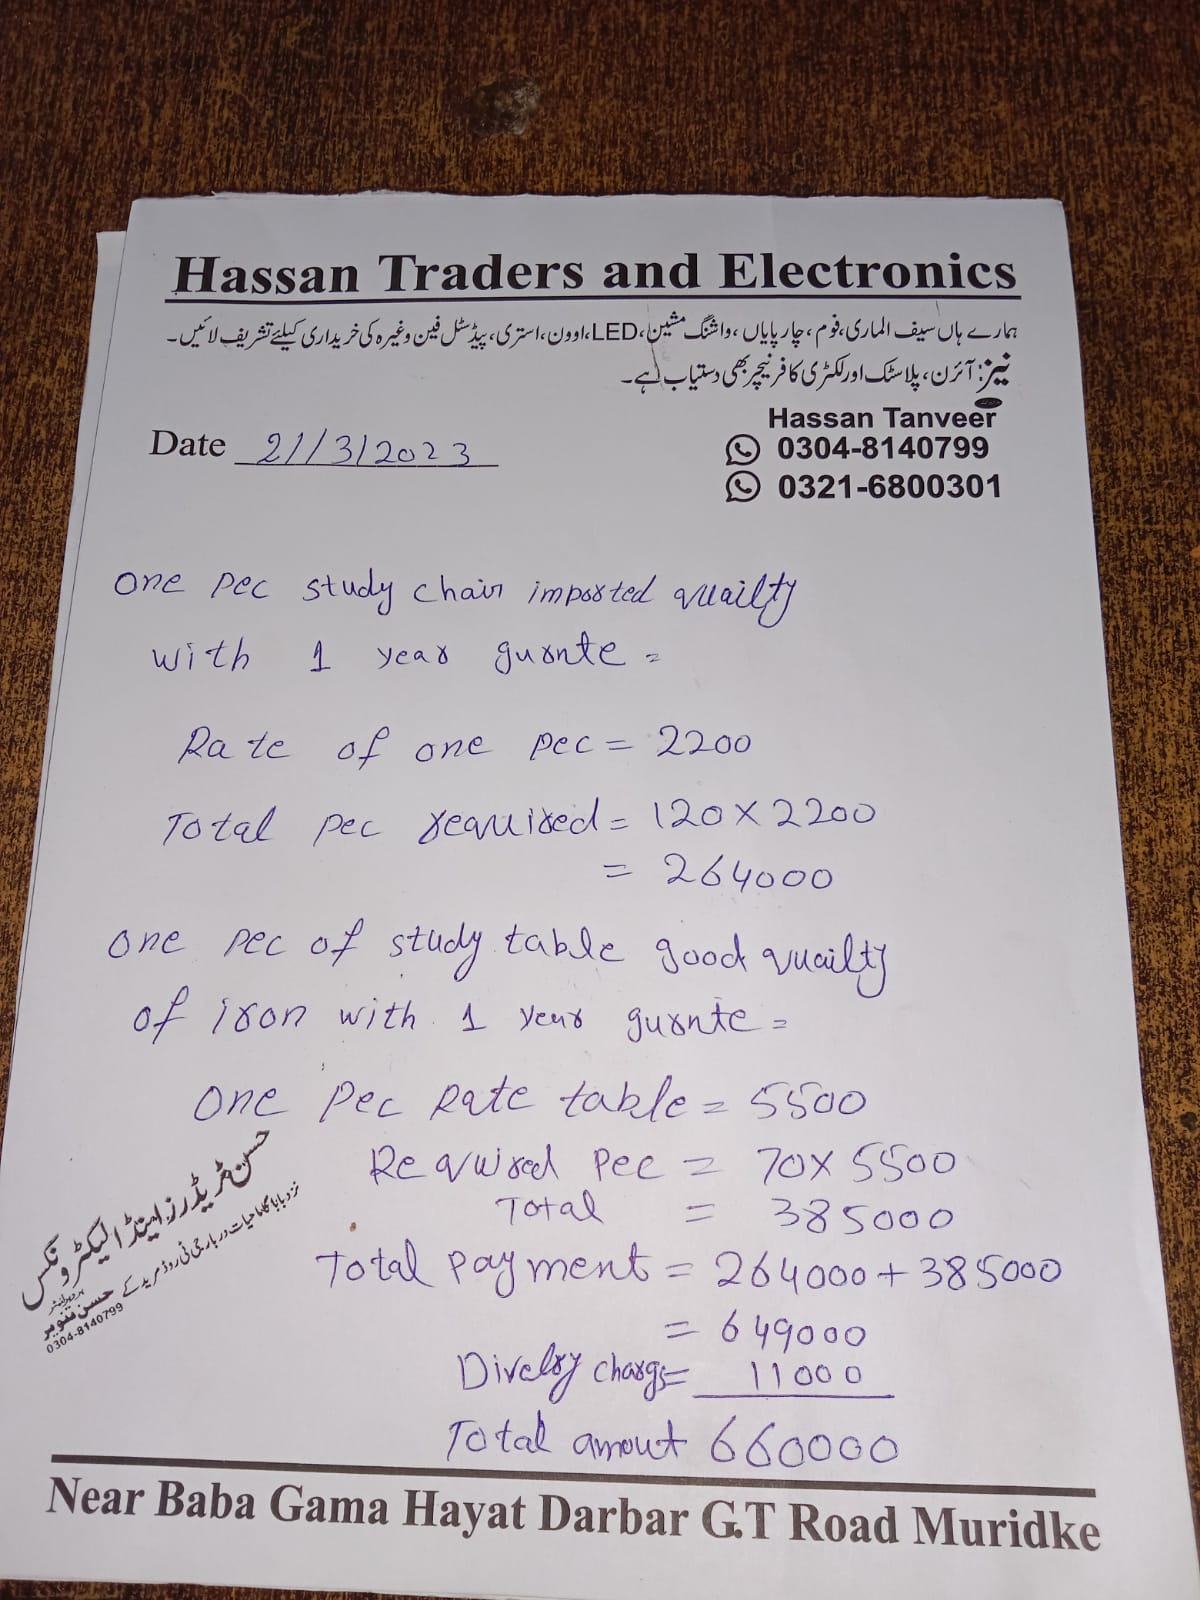 Hassan Traders and Electronics
ہمارے ہاں سیف الماری، فوم، چارپایاں، واشنگ مشین، LED، اوون، استری، پیڈسٹل فین وغیرہ کی خریداری کیلئے تشریف لائیں۔
نیز: آئرن، پلاسٹک اور لکٹری کا فرنیچر بھی دستیاب ہے۔
Hassan Tanveer
Date 21/3/2023
0304-8140799
0321-6800301
One pec study chair imported quailty
with 1 year gurnte =
Rate of one pec = 2200
Total pec required = 120 X 2200
= 264000
One pec of study table good quailty
of iron with 1 year gurnte =
One Pec Rate table = 5500
Required Pec = 70 X 5500
Total = 385000
Total payment = 264000 + 385000
= 649000
Divelry charge = 11000
Total amout 660000
حسن ٹریڈرز اینڈ الیکٹرونکس
نزد بابا گاما حیات دربار جی ٹی روڈ مریدکے
حسن تنویر
0304-8140799
Near Baba Gama Hayat Darbar G.T Road Muridke